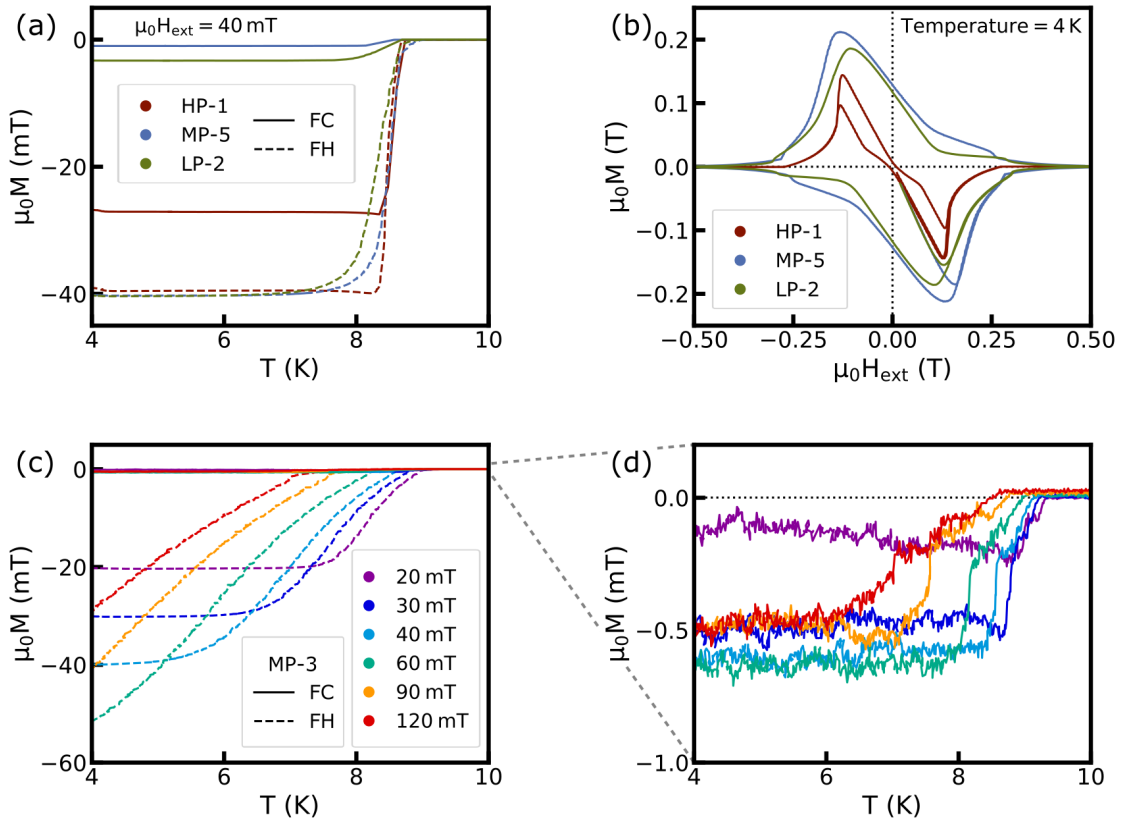 (a)
μ₀H_ext = 40 mT
HP-1
MP-5
LP-2
FC
FH
0
−20
−40
μ₀M (mT)
4
6
8
10
T (K)
(b)
Temperature = 4 K
HP-1
MP-5
LP-2
0.2
0.1
0.0
−0.1
−0.2
μ₀M (T)
−0.50
−0.25
0.00
0.25
0.50
μ₀H_ext (T)
(c)
MP-3
FC
FH
20 mT
30 mT
40 mT
60 mT
90 mT
120 mT
0
−20
−40
−60
μ₀M (mT)
4
6
8
10
T (K)
(d)
0.0
−0.5
−1.0
μ₀M (mT)
4
6
8
10
T (K)